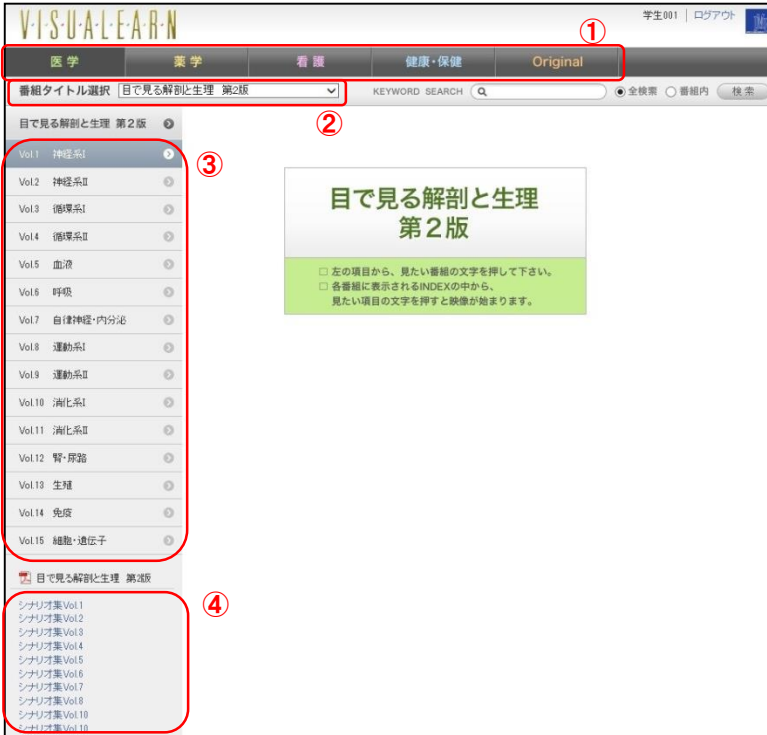 V·I·S·U·A·L·E·A·R·N
学生001 | ログアウト
①
医学 薬学 看護 健康・保健 Original
番組タイトル選択 目で見る解剖と生理 第2版 KEYWORD SEARCH 全検索 番組内 検索
②
目で見る解剖と生理 第2版
③
Vol.1 神経系I
Vol.2 神経系II
Vol.3 循環系I
Vol.4 循環系II
Vol.5 血液
Vol.6 呼吸
Vol.7 自律神経・内分泌
Vol.8 運動系I
Vol.9 運動系II
Vol.10 消化系I
Vol.11 消化系II
Vol.12 腎・尿路
Vol.13 生殖
Vol.14 免疫
Vol.15 細胞・遺伝子
目で見る解剖と生理
第2版
□ 左の項目から、見たい番組の文字を押して下さい。
□ 各番組に表示されるINDEXの中から、
見たい項目の文字を押すと映像が始まります。
目で見る解剖と生理 第2版
④
シナリオ集Vol.1
シナリオ集Vol.2
シナリオ集Vol.3
シナリオ集Vol.4
シナリオ集Vol.5
シナリオ集Vol.6
シナリオ集Vol.7
シナリオ集Vol.8
シナリオ集Vol.10
シナリオ集Vol.10